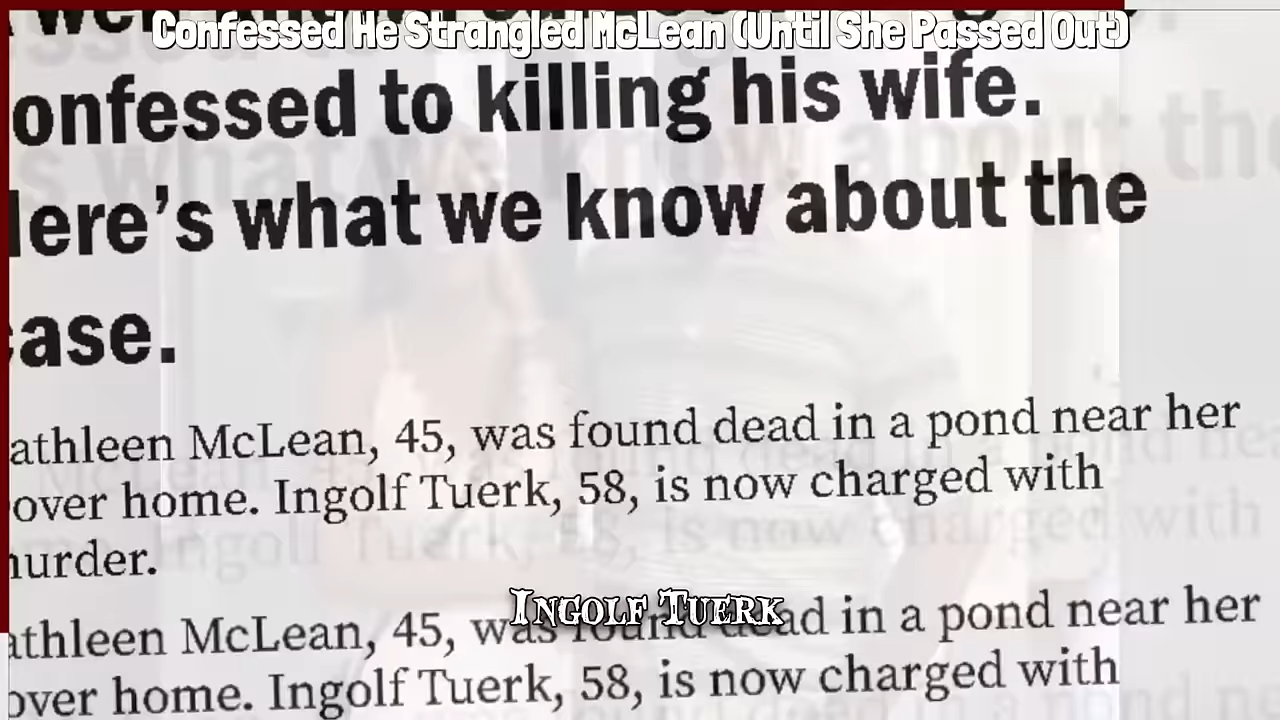 Confessed He Strangled McLean (Until She Passed Out)
onfessed to killing his wife.
ere's what we know about the
ase.
athleen McLean, 45, was found dead in a pond near her
over home. Ingolf Tuerk, 58, is now charged with
urder.
Ingolf Tuerk
athleen McLean, 45, was found dead in a pond near her
over home. Ingolf Tuerk, 58, is now charged with